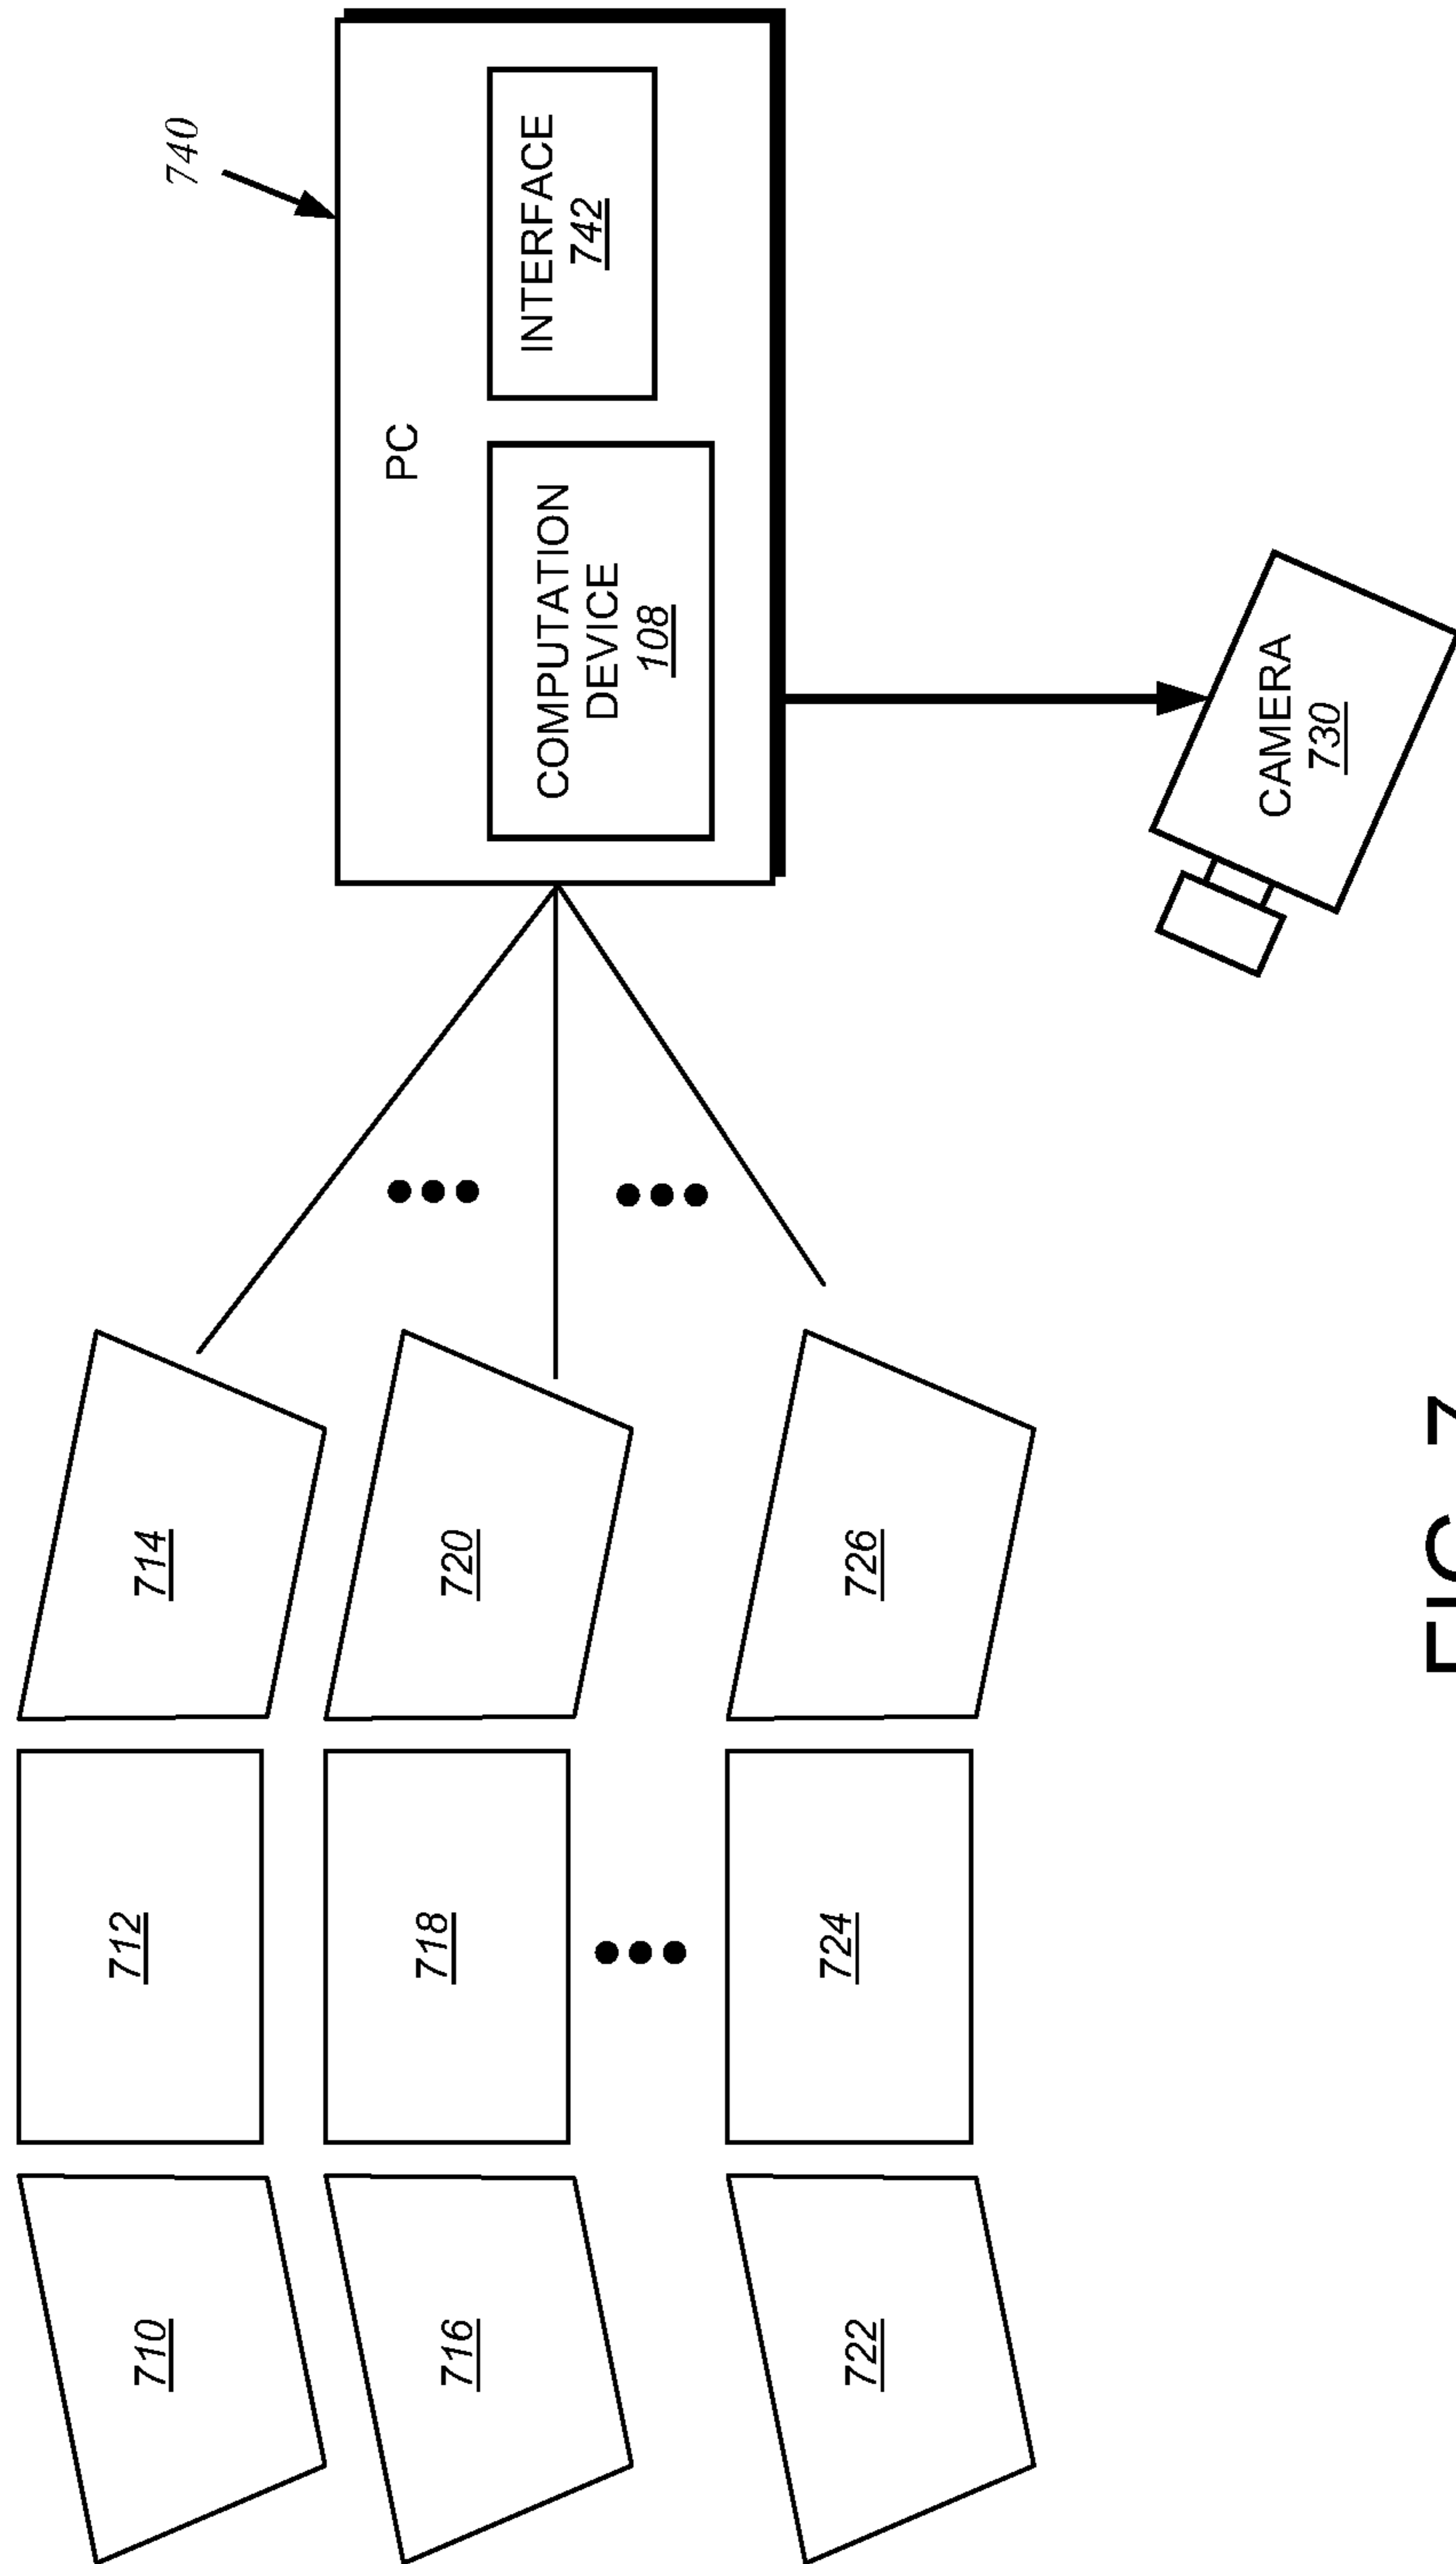 710
712
714
740
716
718
720
PC
INTERFACE
742
COMPUTATION
DEVICE
108
722
724
726
CAMERA
730
FIG. 7